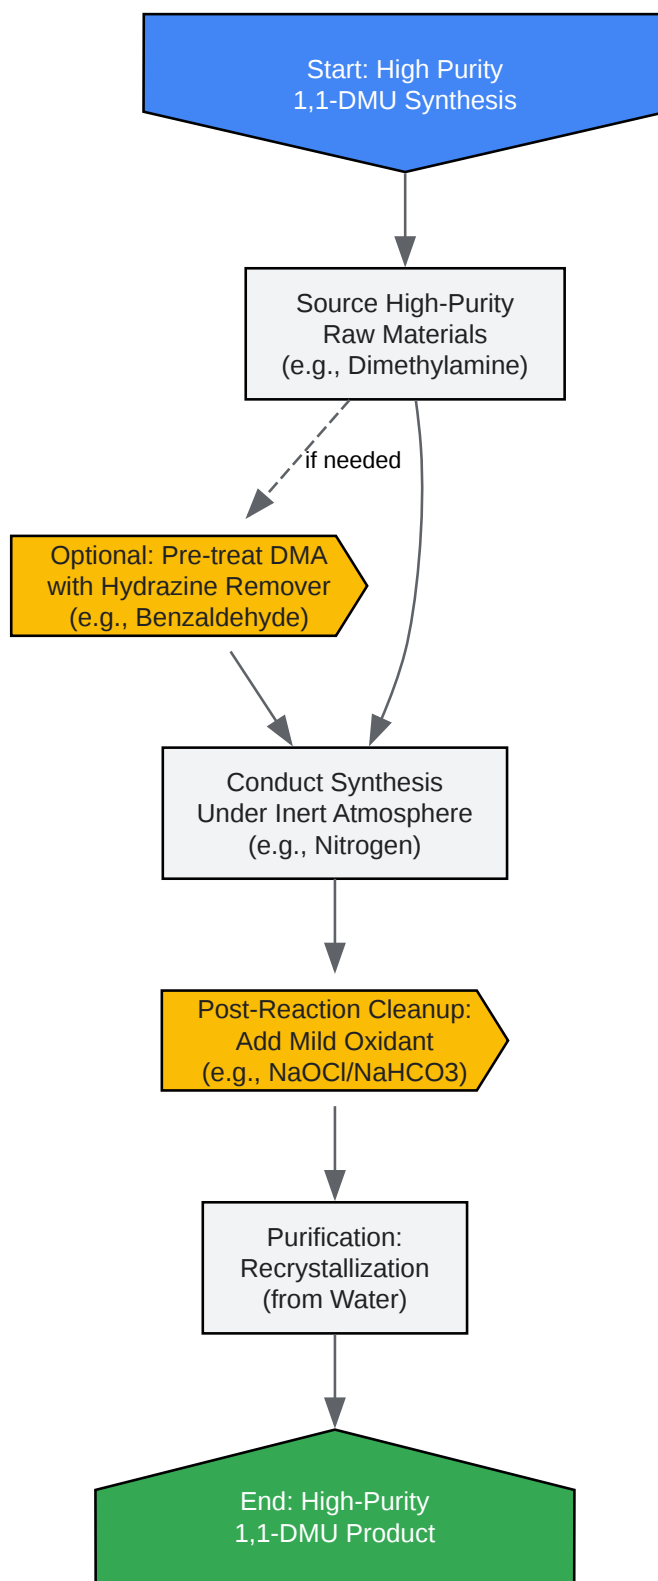 Start: High Purity
1,1-DMU Synthesis
Source High-Purity
Raw Materials
(e.g., Dimethylamine)
if needed
Optional: Pre-treat DMA
with Hydrazine Remover
(e.g., Benzaldehyde)
Conduct Synthesis
Under Inert Atmosphere
(e.g., Nitrogen)
Post-Reaction Cleanup:
Add Mild Oxidant
(e.g., NaOCl/NaHCO3)
Purification:
Recrystallization
(from Water)
End: High-Purity
1,1-DMU Product